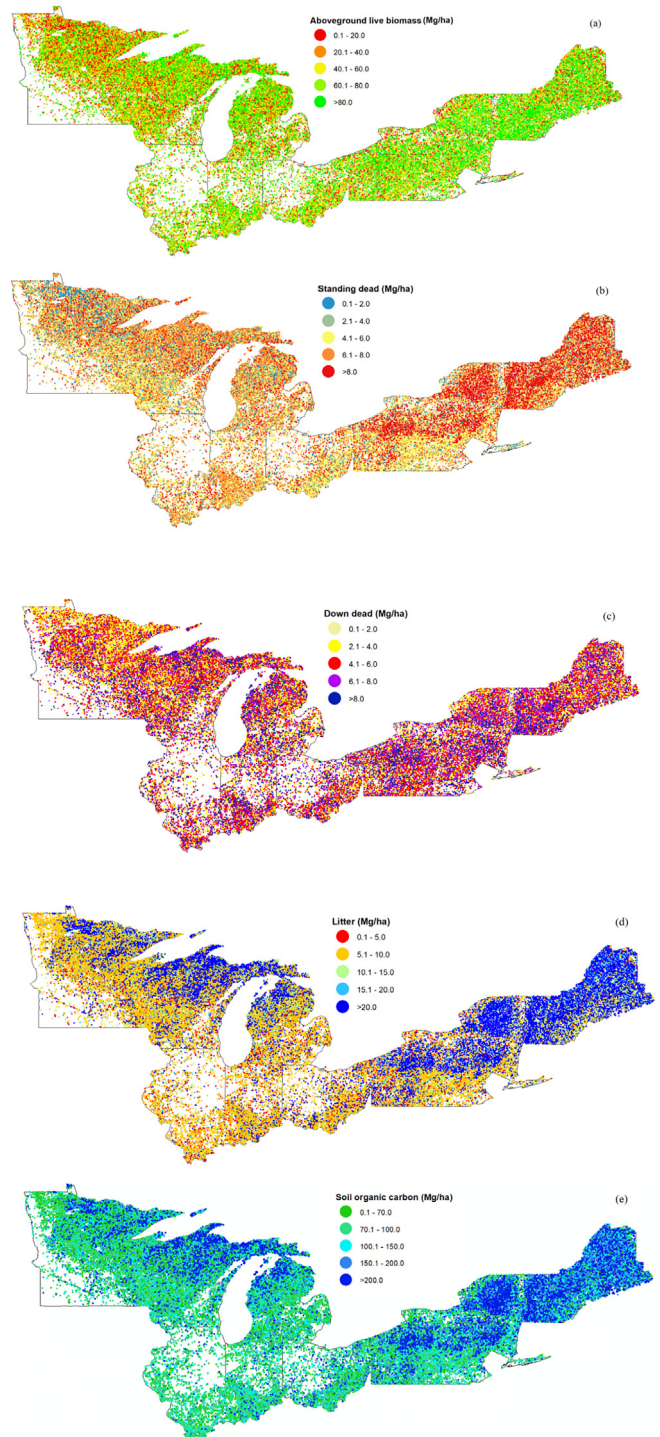 Aboveground live biomass (Mg/ha)
(a)
0.1 - 20.0
20.1 - 40.0
40.1 - 60.0
60.1 - 80.0
>80.0
Standing dead (Mg/ha)
(b)
0.1 - 2.0
2.1 - 4.0
4.1 - 6.0
6.1 - 8.0
>8.0
Down dead (Mg/ha)
(c)
0.1 - 2.0
2.1 - 4.0
4.1 - 6.0
6.1 - 8.0
>8.0
Litter (Mg/ha)
(d)
0.1 - 5.0
5.1 - 10.0
10.1 - 15.0
15.1 - 20.0
>20.0
Soil organic carbon (Mg/ha)
(e)
0.1 - 70.0
70.1 - 100.0
100.1 - 150.0
150.1 - 200.0
>200.0